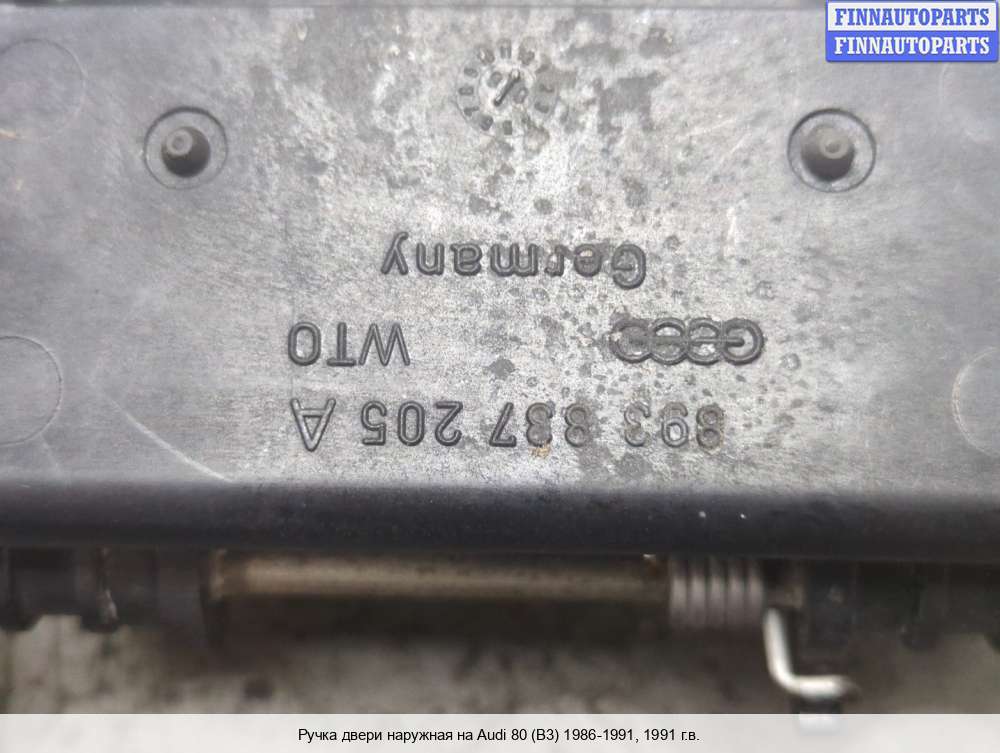 FINNAUTOPARTS
FINNAUTOPARTS
893 837 205 A
WTO
Germany
Ручка двери наружная на Audi 80 (B3) 1986-1991, 1991 г.в.